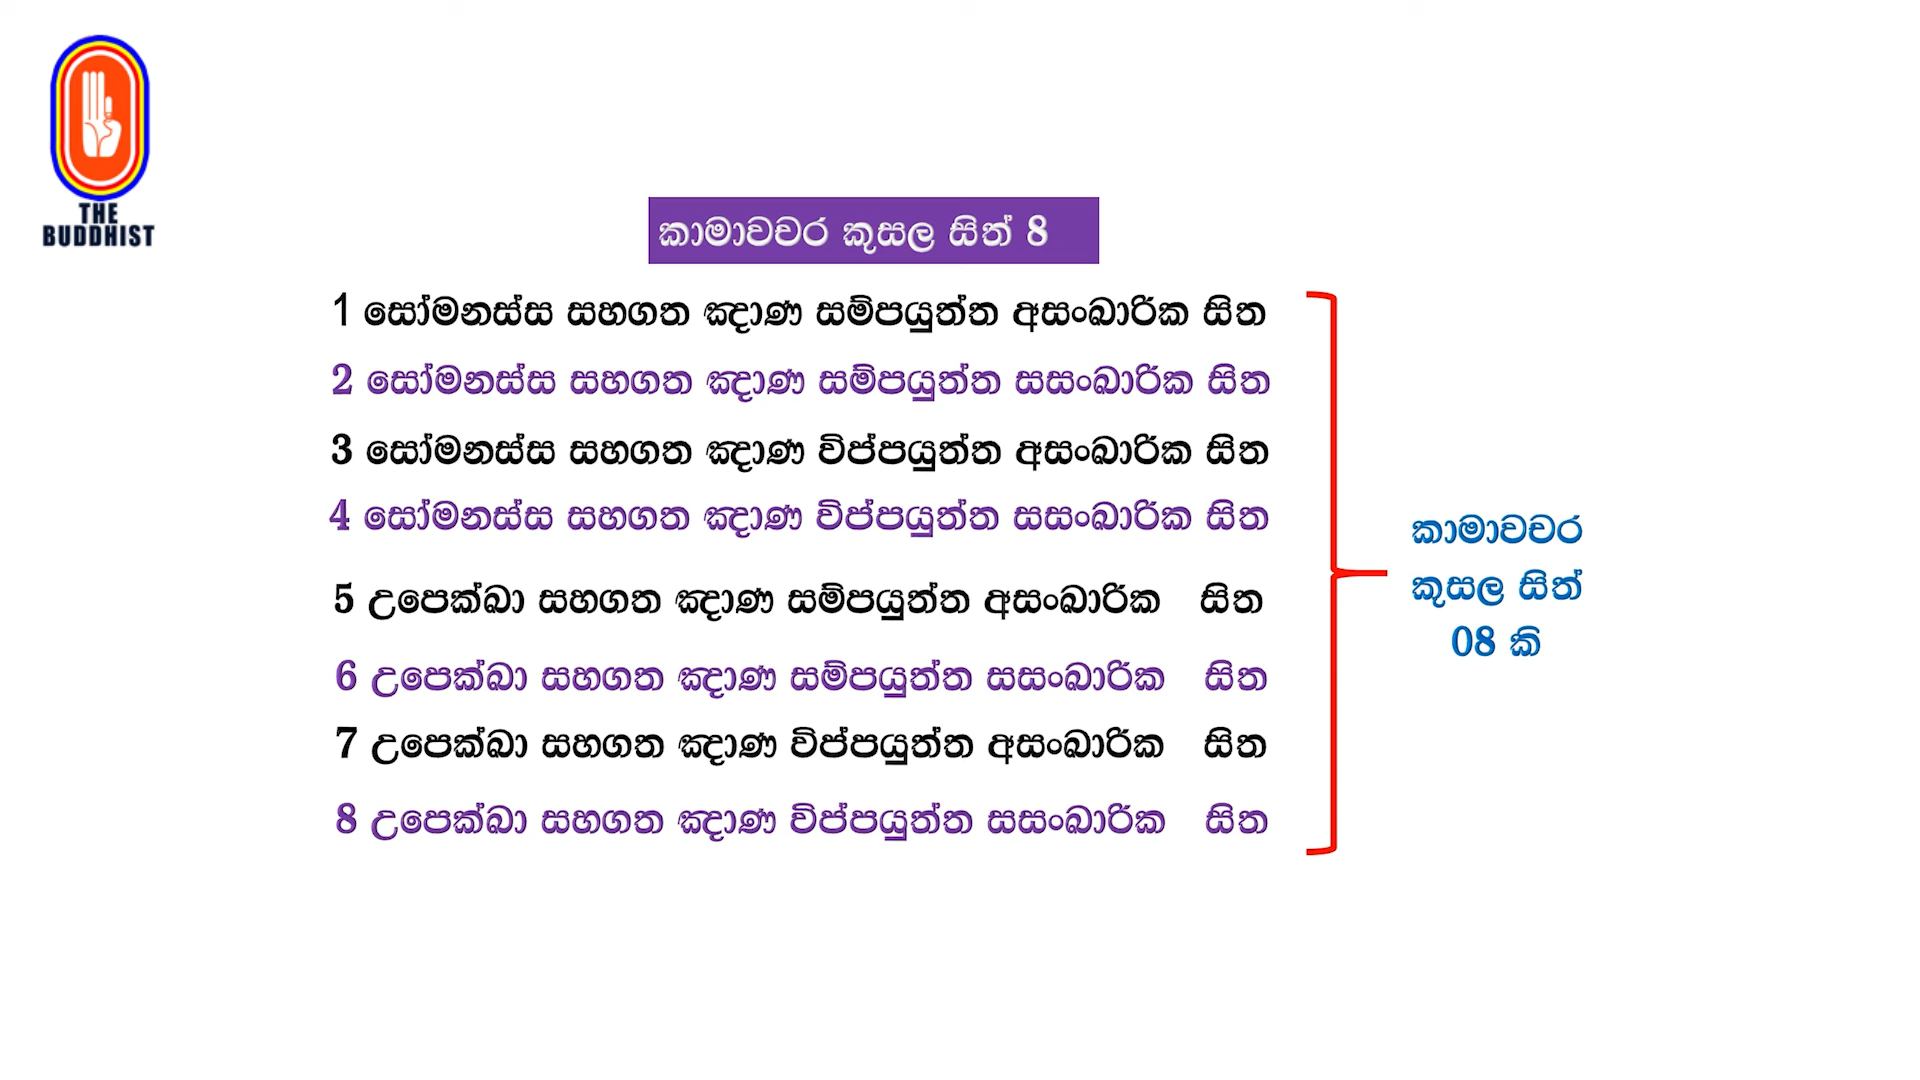 THE
BUDDHIST
කාමාවචර කුසල සිත් 8
1 සෝමනස්ස සහගත ඤාණ සම්පයුත්ත අසංඛාරික සිත
2 සෝමනස්ස සහගත ඤාණ සම්පයුත්ත සසංඛාරික සිත
3 සෝමනස්ස සහගත ඤාණ විප්පයුත්ත අසංඛාරික සිත
4 සෝමනස්ස සහගත ඤාණ විප්පයුත්ත සසංඛාරික සිත
5 උපෙක්ඛා සහගත ඤාණ සම්පයුත්ත අසංඛාරික සිත
6 උපෙක්ඛා සහගත ඤාණ සම්පයුත්ත සසංඛාරික සිත
7 උපෙක්ඛා සහගත ඤාණ විප්පයුත්ත අසංඛාරික සිත
8 උපෙක්ඛා සහගත ඤාණ විප්පයුත්ත සසංඛාරික සිත
කාමාවචර
කුසල සිත්
08 කි